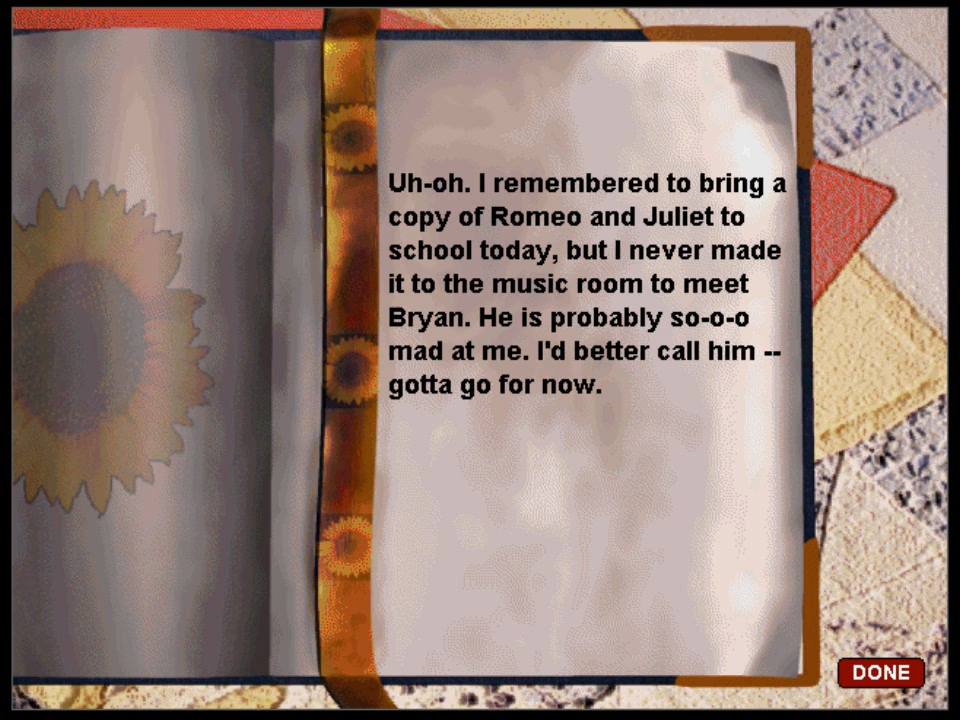 Uh-oh. I remembered to bring a
copy of Romeo and Juliet to
school today, but I never made
it to the music room to meet
Bryan. He is probably so-o-o
mad at me. I'd better call him --
gotta go for now.
DONE